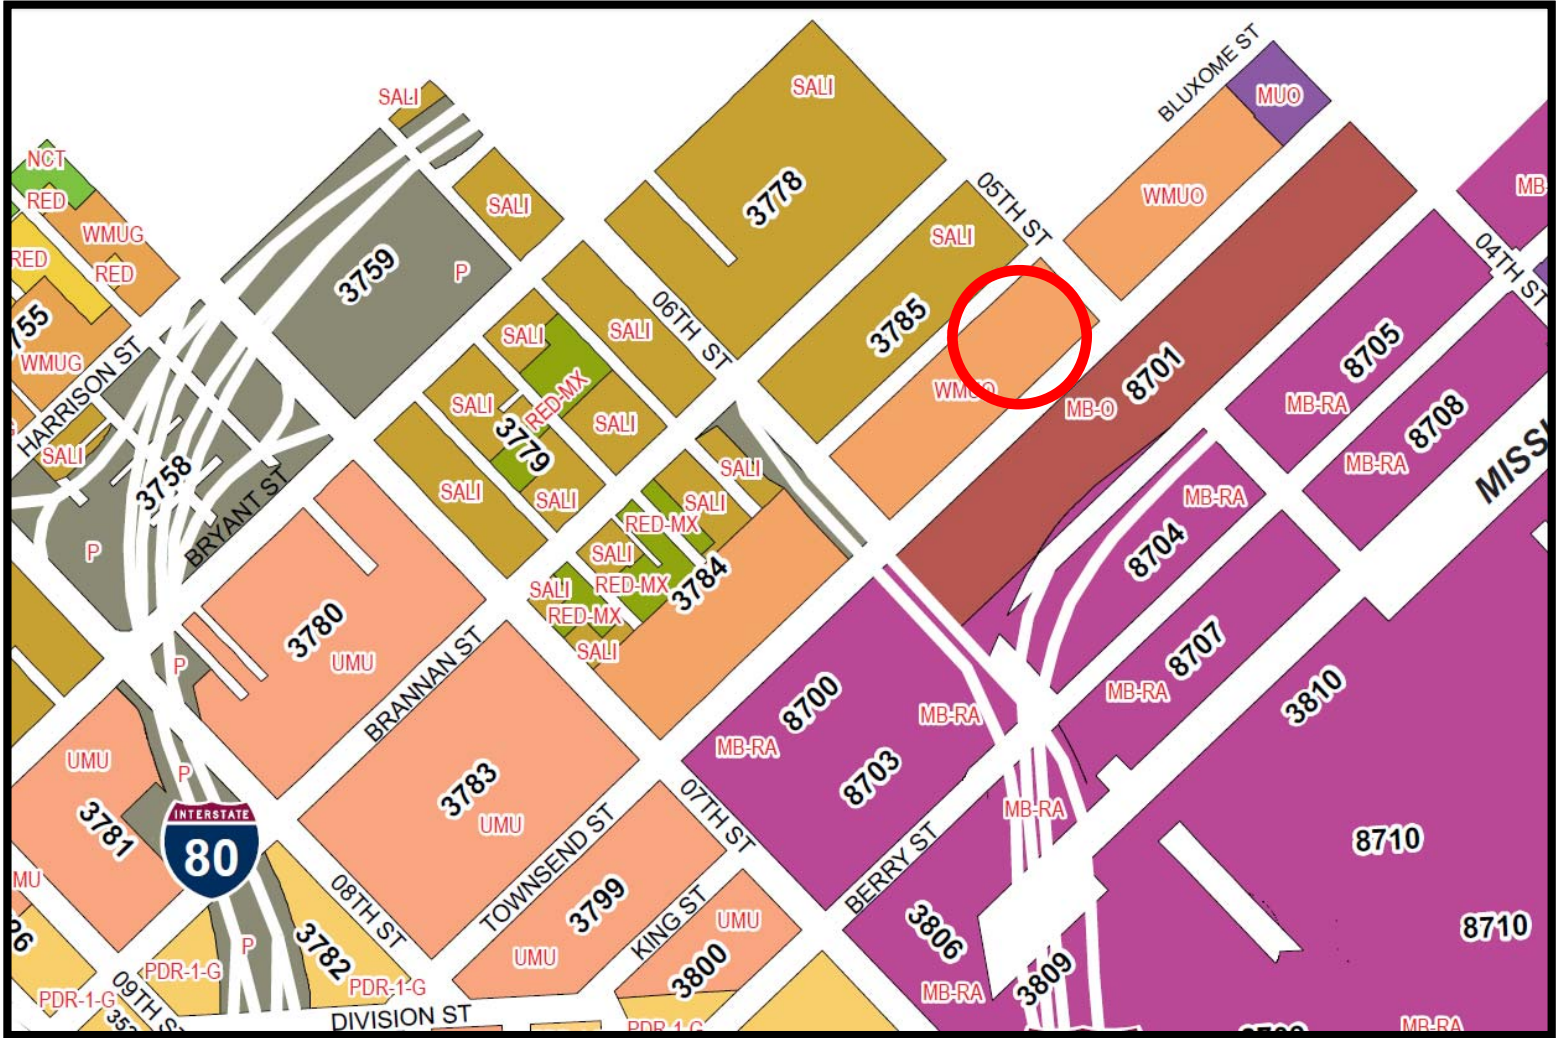 BLUXOME ST
SALI
SALI
MUO
NCT
RED
SALI
3778
05TH ST
WMUO
MB-
WMUG
RED
RED
3759
P
SALI
04TH ST
755
WMUG
HARRISON ST
SALI
SALI
06TH ST
3785
8705
8701
WMUO
MB-O
MB-RA
SALI
RED-MX
SALI
3779
8708
MB-RA
SALI
3758
BRYANT ST
SALI
SALI
SALI
SALI
RED-MX
MB-RA
MISSI
P
SALI
RED-MX
3784
8704
SALI
RED-MX
SALI
3780
UMU
P
BRANNAN ST
8707
MB-RA
3810
8700
MB-RA
MB-RA
UMU
P
3781
3783
UMU
8703
07TH ST
MB-RA
INTERSTATE
80
TOWNSEND ST
BERRY ST
8710
MU
26
08TH ST
3799
KING ST
UMU
3806
8710
P
3782
UMU
3800
PDR-1-G
PDR-1-G
PDR-1-G
09TH ST
MB-RA
3809
DIVISION ST
PDR-1-G
MB-RA